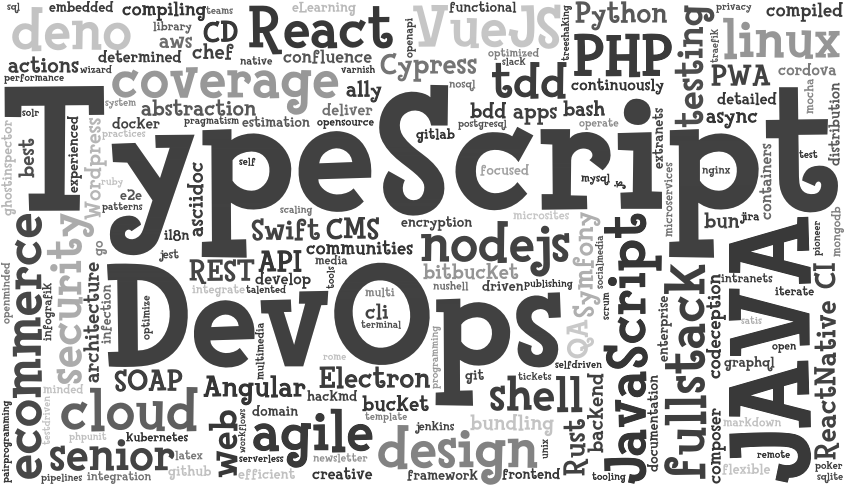 sql
embedded
compiling
teams
eLearning
functional
privacy
compiled
deno
library
CD
React
openapi
VueJS
treeshaking
Python
linux
aws
chef
native
confluence
optimized
slack
PHP
testing
traefik
actions
determined
wizard
varnish
Cypress
nosql
tdd
PWA
cordova
performance
coverage
ally
continuously
detailed
mocha
distribution
system
abstraction
deliver
bdd
apps
bash
async
solr
docker
pragmatism
estimation
opensource
gitlab
postgresql
operate
TypeScript
ghostinspector
best
experienced
Wordpress
practices
self
focused
mysql
extranets
nginx
test
containers
ruby
e2e
patterns
asciidoc
scaling
encryption
microsites
microservices
bun
jira
mongodb
i18n
Swift
CMS
communities
nodejs
Symfony
socialmedia
JavaScript
pioneer
jest
go
REST
API
media
tools
bitbucket
QA
intranets
CI
openminded
ecommerce
infografik
security
architecture
infection
integrate
talented
develop
multi
nushell
driven
publishing
scrum
enterprise
fullstack
codeception
JAVA
iterate
DevOps
optimize
cli
terminal
satis
multimedia
rome
programming
open
graphql
selfdriven
ReactNative
minded
SOAP
Angular
Electron
git
tickets
shell
backend
documentation
composer
hacKmd
bucket
cloud
testdriven
web
workflows
domain
template
jenkins
bundling
markdown
pairprogramming
phpunit
kubernetes
agile
design
unix
Rust
senior
latex
serverless
newsletter
remote
poker
pipelines
integration
github
efficient
creative
framework
frontend
tooling
flexible
sqlite